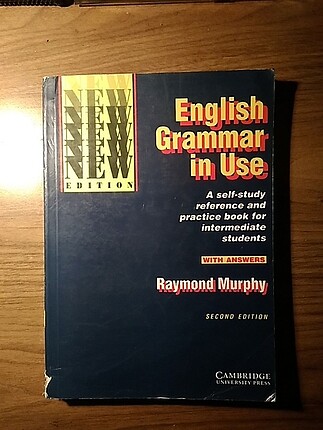 NEW
NEW
NEW
NEW
NEW
EDITION
English
Grammar
in Use
A self-study
reference and
practice book for
intermediate
students
WITH ANSWERS
Raymond Murphy
SECOND EDITION
CAMBRIDGE
UNIVERSITY PRESS